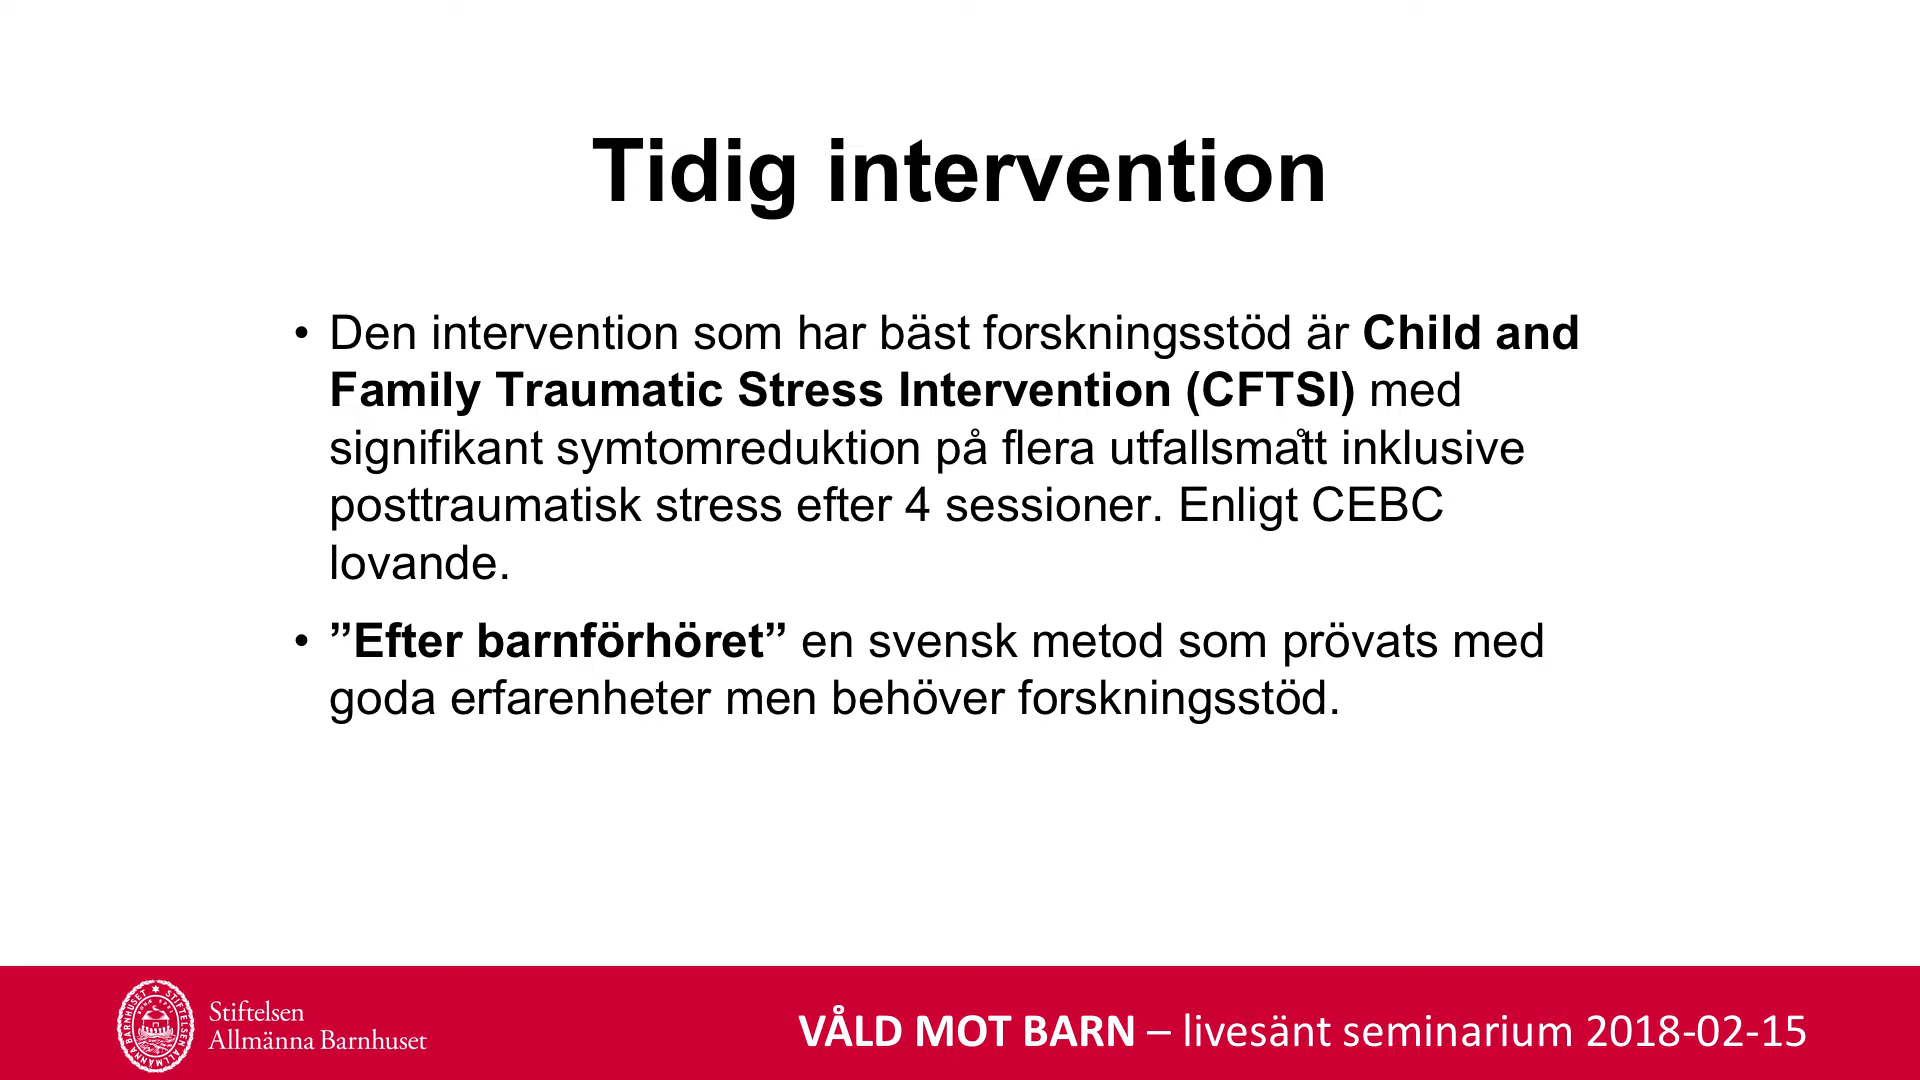 Tidig intervention
• Den intervention som har bäst forskningsstöd är Child and
Family Traumatic Stress Intervention (CFTSI) med
signifikant symtomreduktion på flera utfallsmått inklusive
posttraumatisk stress efter 4 sessioner. Enligt CEBC
lovande.
• ”Efter barnförhöret” en svensk metod som prövats med
goda erfarenheter men behöver forskningsstöd.
Stiftelsen
Allmänna Barnhuset
VÅLD MOT BARN – livesänt seminarium 2018-02-15